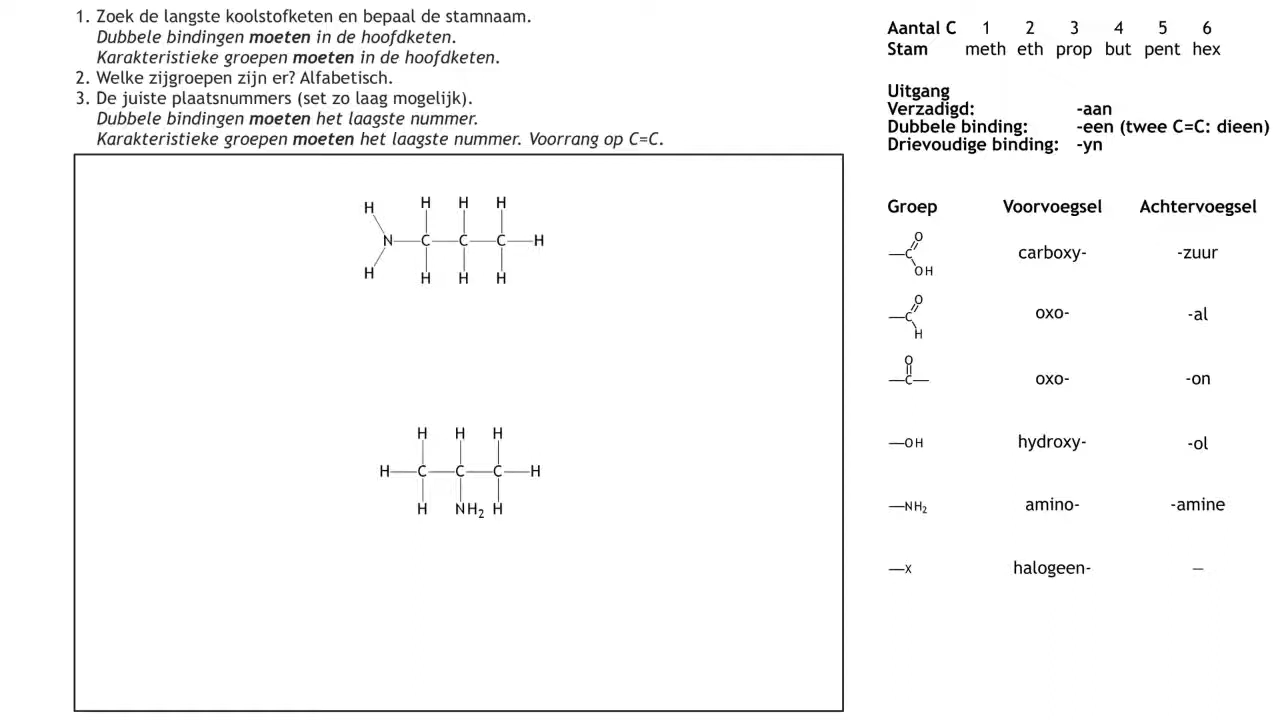 1. Zoek de langste koolstofketen en bepaal de stamnaam.
Dubbele bindingen moeten in de hoofdketen.
Karakteristieke groepen moeten in de hoofdketen.
2. Welke zijgroepen zijn er? Alfabetisch.
3. De juiste plaatsnummers (set zo laag mogelijk).
Dubbele bindingen moeten het laagste nummer.
Karakteristieke groepen moeten het laagste nummer. Voorrang op C=C.
H H H H
N C C C H
H H H H
H H H
H C C C H
H NH₂ H
Aantal C 1 2 3 4 5 6
Stam meth eth prop but pent hex
Uitgang
Verzadigd: -aan
Dubbele binding: -een (twee C=C: dieen)
Drievoudige binding: -yn
Groep Voorvoegsel Achtervoegsel
O
C carboxy- -zuur
OH
O
C oxo- -al
H
O
C oxo- -on
OH hydroxy- -ol
NH₂ amino- -amine
X halogeen- —